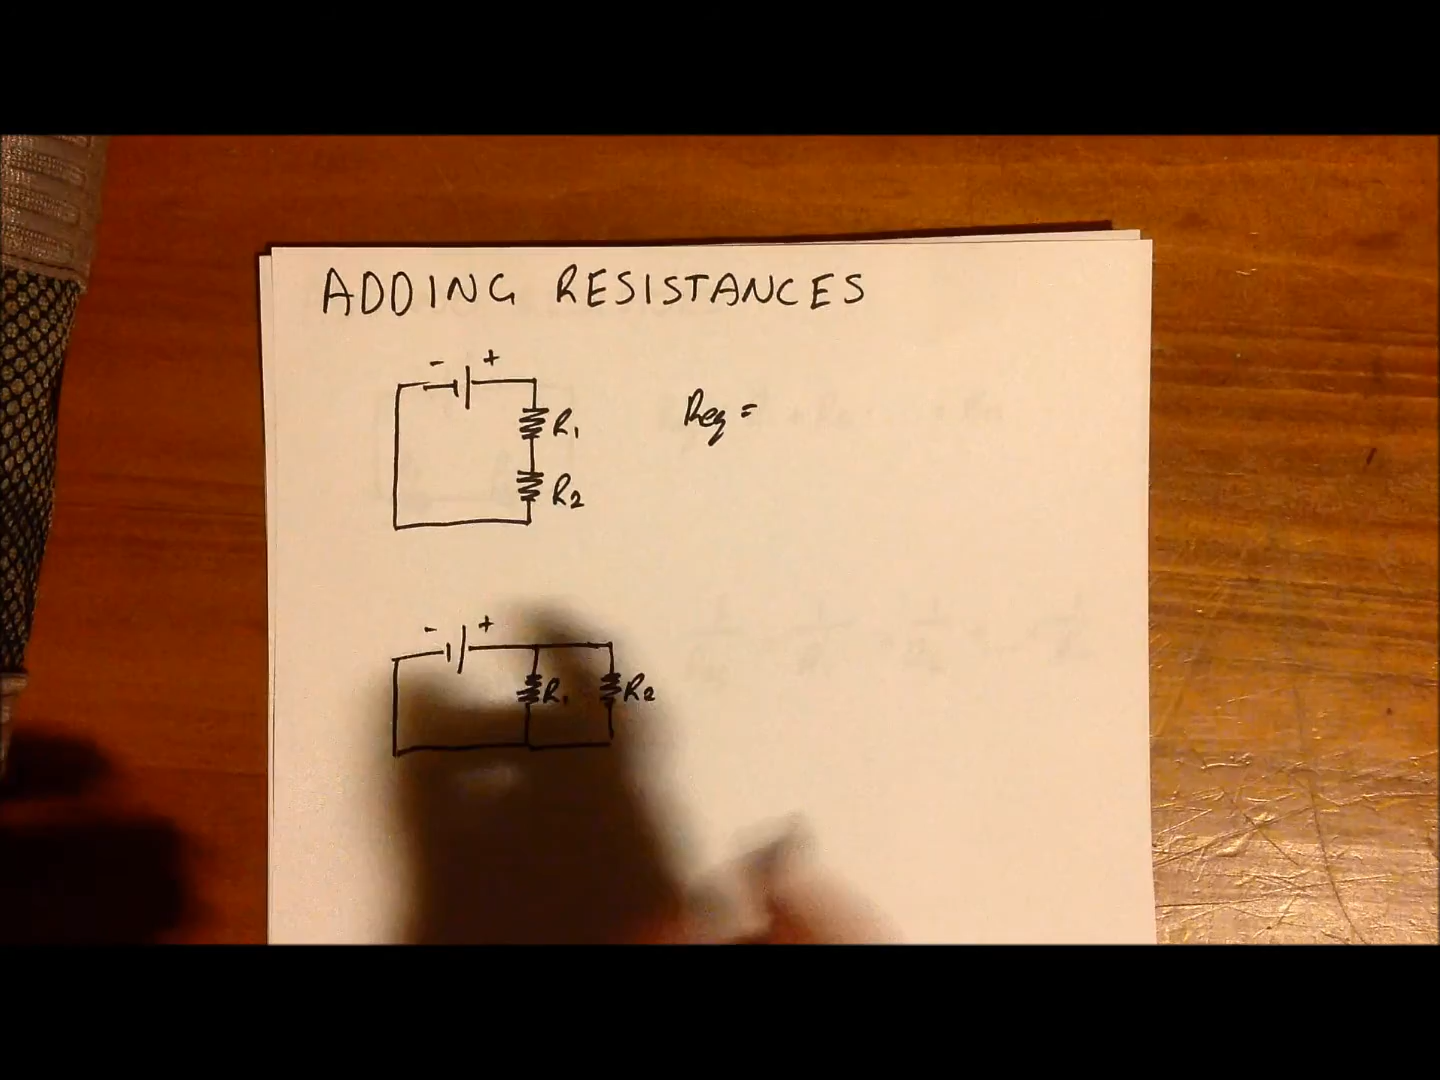 ADDING RESISTANCES
- +
R1
Req =
R2
- +
R1 R2